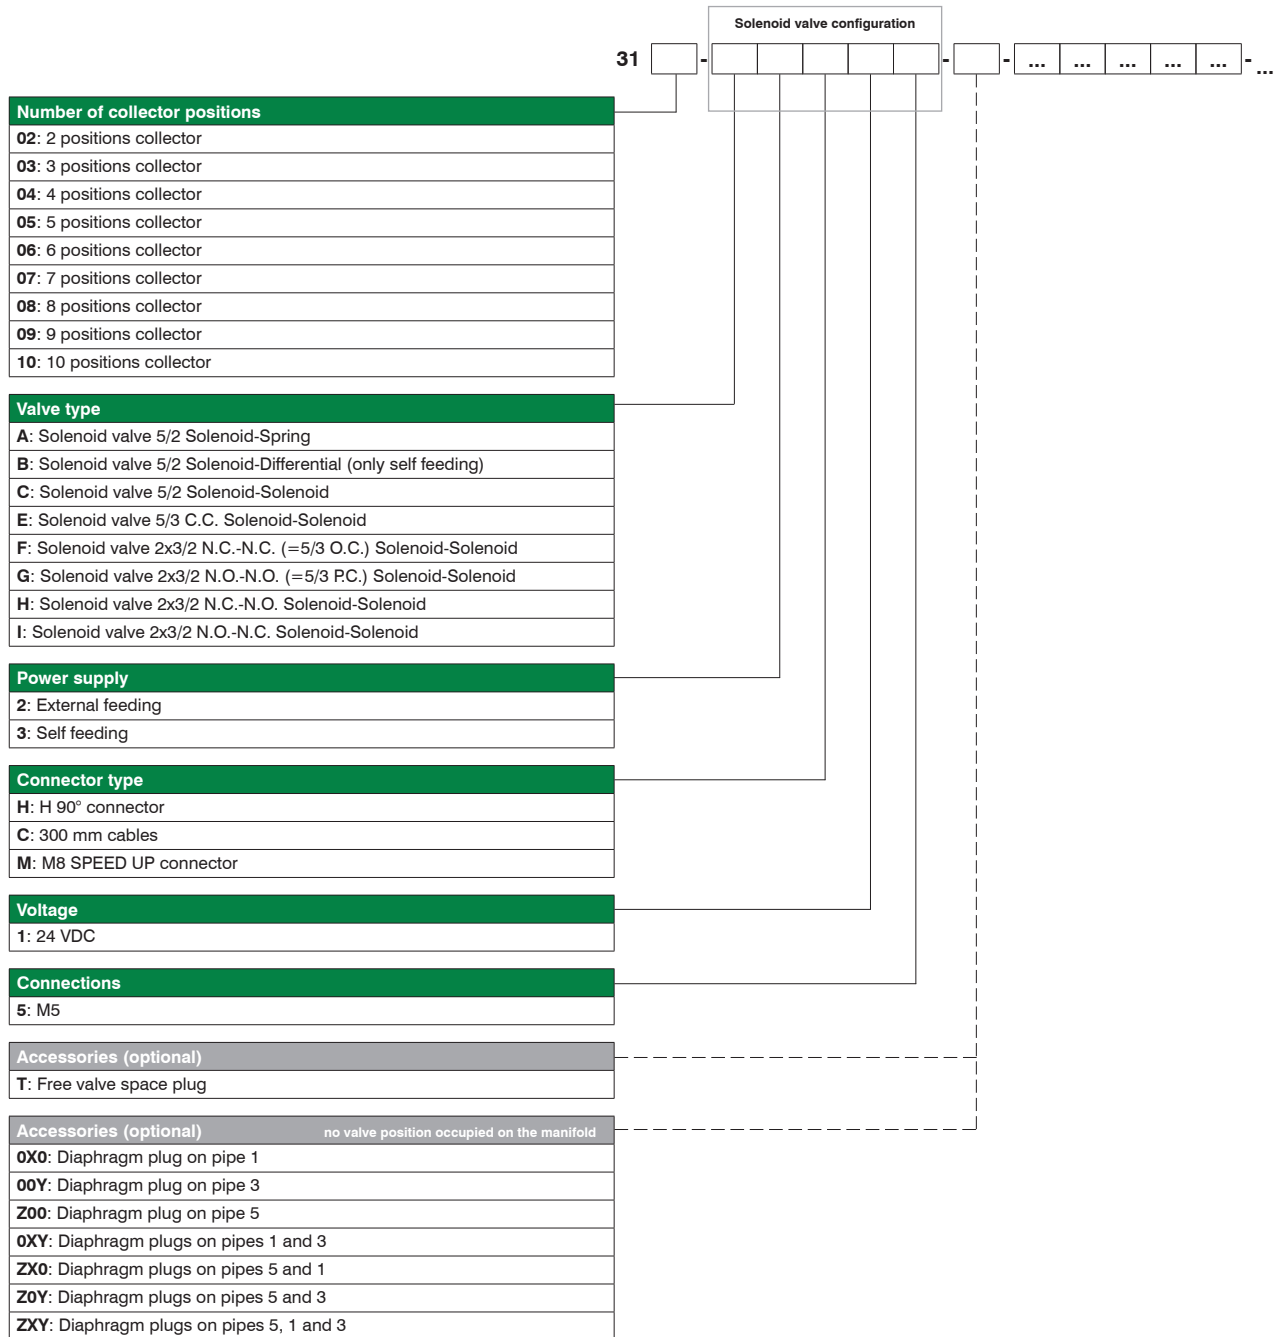 Solenoid valve configuration
31 - - - ... ... ... ... ... - ...
Number of collector positions
02: 2 positions collector
03: 3 positions collector
04: 4 positions collector
05: 5 positions collector
06: 6 positions collector
07: 7 positions collector
08: 8 positions collector
09: 9 positions collector
10: 10 positions collector
Valve type
A: Solenoid valve 5/2 Solenoid-Spring
B: Solenoid valve 5/2 Solenoid-Differential (only self feeding)
C: Solenoid valve 5/2 Solenoid-Solenoid
E: Solenoid valve 5/3 C.C. Solenoid-Solenoid
F: Solenoid valve 2x3/2 N.C.-N.C. (=5/3 O.C.) Solenoid-Solenoid
G: Solenoid valve 2x3/2 N.O.-N.O. (=5/3 P.C.) Solenoid-Solenoid
H: Solenoid valve 2x3/2 N.C.-N.O. Solenoid-Solenoid
I: Solenoid valve 2x3/2 N.O.-N.C. Solenoid-Solenoid
Power supply
2: External feeding
3: Self feeding
Connector type
H: H 90° connector
C: 300 mm cables
M: M8 SPEED UP connector
Voltage
1: 24 VDC
Connections
5: M5
Accessories (optional)
T: Free valve space plug
Accessories (optional) no valve position occupied on the manifold
0X0: Diaphragm plug on pipe 1
00Y: Diaphragm plug on pipe 3
Z00: Diaphragm plug on pipe 5
0XY: Diaphragm plugs on pipes 1 and 3
ZX0: Diaphragm plugs on pipes 5 and 1
Z0Y: Diaphragm plugs on pipes 5 and 3
ZXY: Diaphragm plugs on pipes 5, 1 and 3